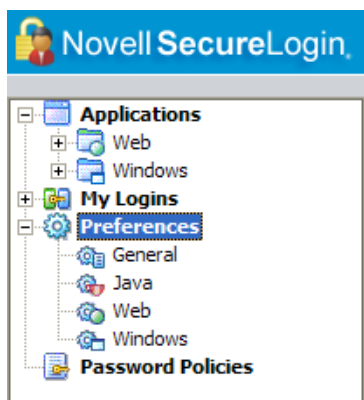 Novell SecureLogin.
Applications
Web
Windows
My Logins
Preferences
General
Java
Web
Windows
Password Policies